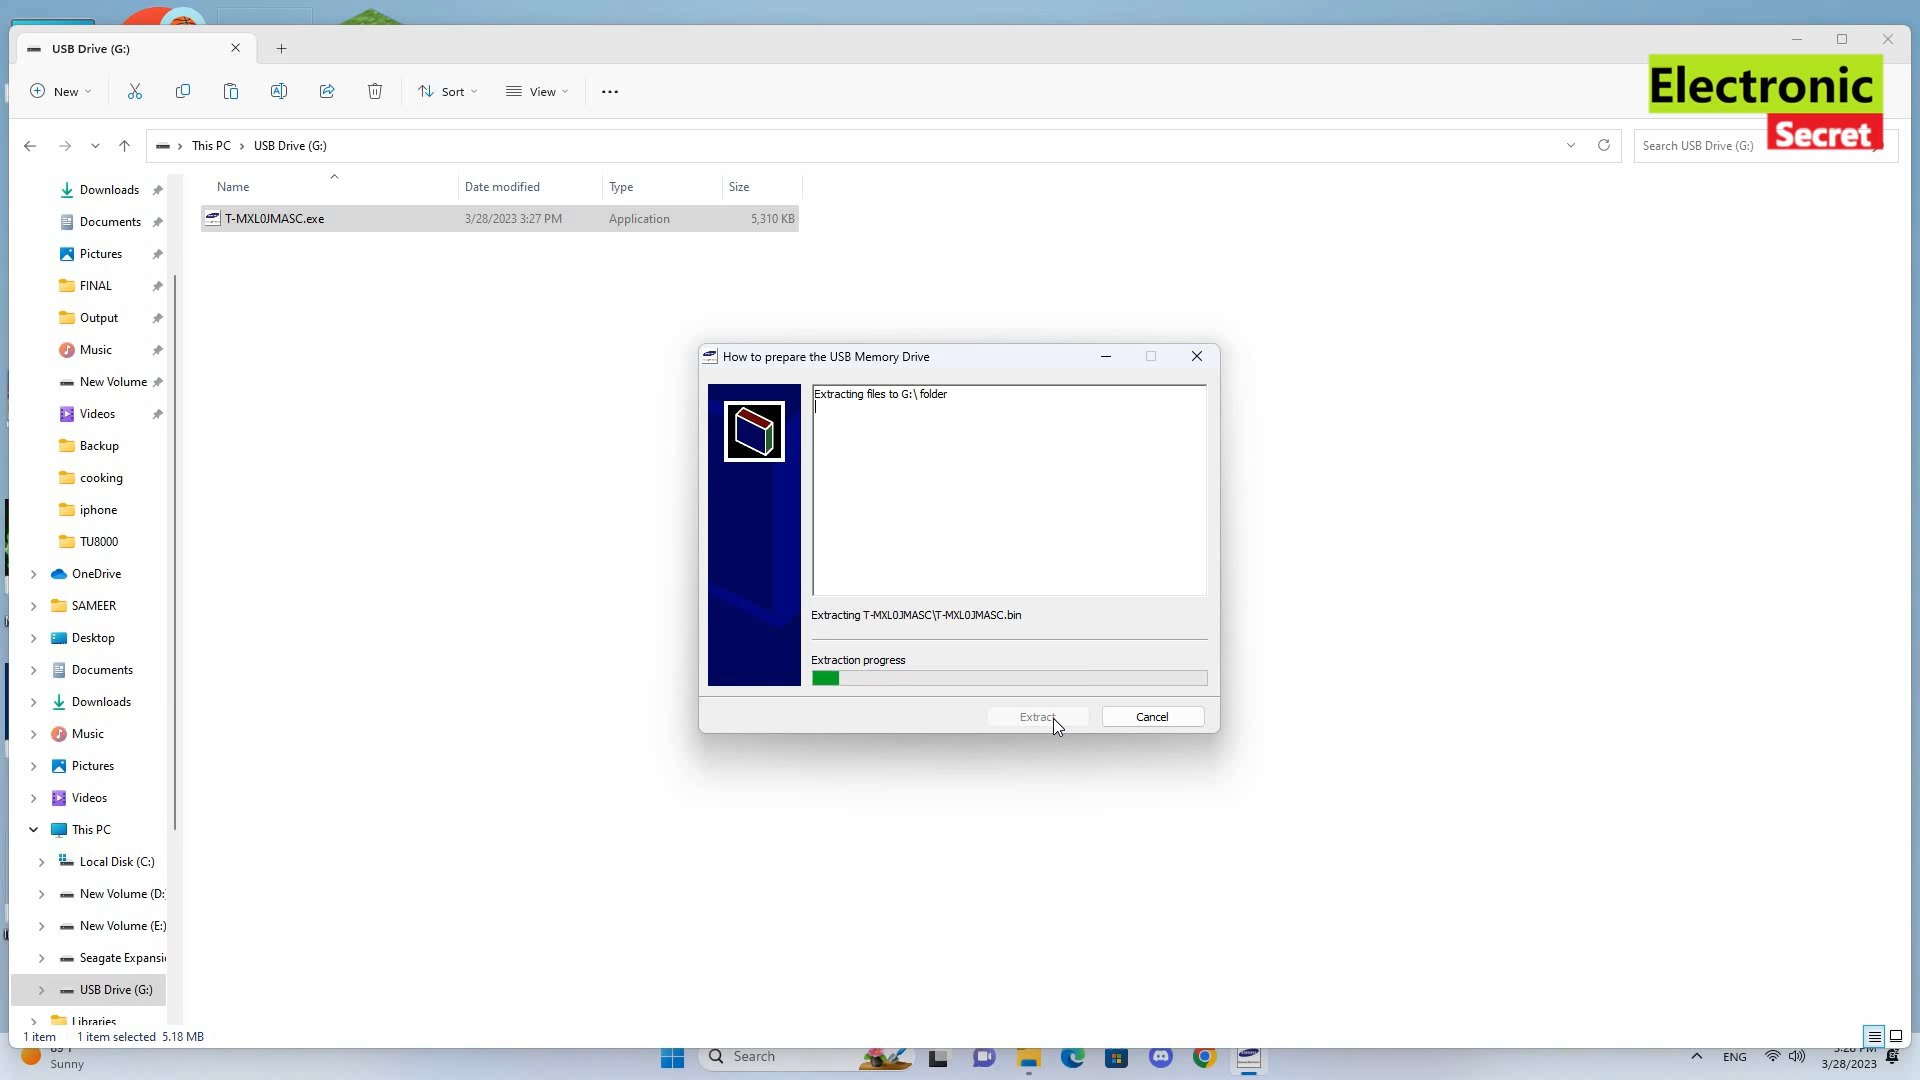 USB Drive (G:)
New
Sort
View
Electronic
Secret
This PC
USB Drive (G:)
Search USB Drive (G:)
Name
Date modified
Type
Size
T-MXL0JMASC.exe
3/28/2023 3:27 PM
Application
5,310 KB
Downloads
Documents
Pictures
FINAL
Output
Music
New Volume
Videos
Backup
cooking
iphone
TU8000
OneDrive
SAMEER
Desktop
Documents
Downloads
Music
Pictures
Videos
This PC
Local Disk (C:)
New Volume (D:
New Volume (E:)
Seagate Expansi
USB Drive (G:)
Libraries
How to prepare the USB Memory Drive
Extracting files to G:\ folder
Extracting T-MXL0JMASC\T-MXL0JMASC.bin
Extraction progress
Extract
Cancel
1 item
1 item selected 5.18 MB
Sunny
Search
ENG
3/28/2023